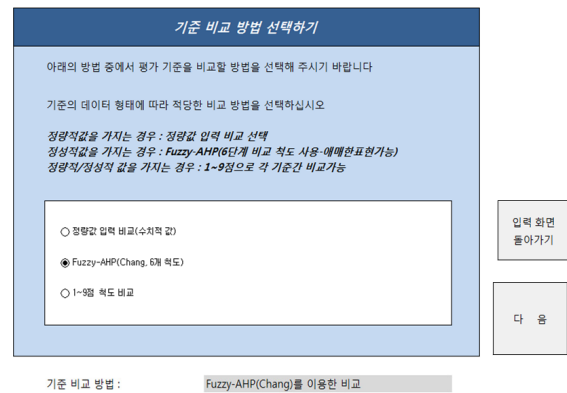 기준 비교 방법 선택하기
아래의 방법 중에서 평가 기준을 비교할 방법을 선택해 주시기 바랍니다
기준의 데이터 형태에 따라 적당한 비교 방법을 선택하십시오
정량적값을 가지는 경우 : 정량값 입력 비교 선택
정성적값을 가지는 경우 : Fuzzy-AHP(6단계 비교 척도 사용-애매한표현가능)
정량적/정성적 값을 가지는 경우 : 1~9점으로 각 기준간 비교가능
정량값 입력 비교(수치적 값)
Fuzzy-AHP(Chang, 6개 척도)
1~9점 척도 비교
입력 화면
돌아가기
다 음
기준 비교 방법 : Fuzzy-AHP(Chang)를 이용한 비교